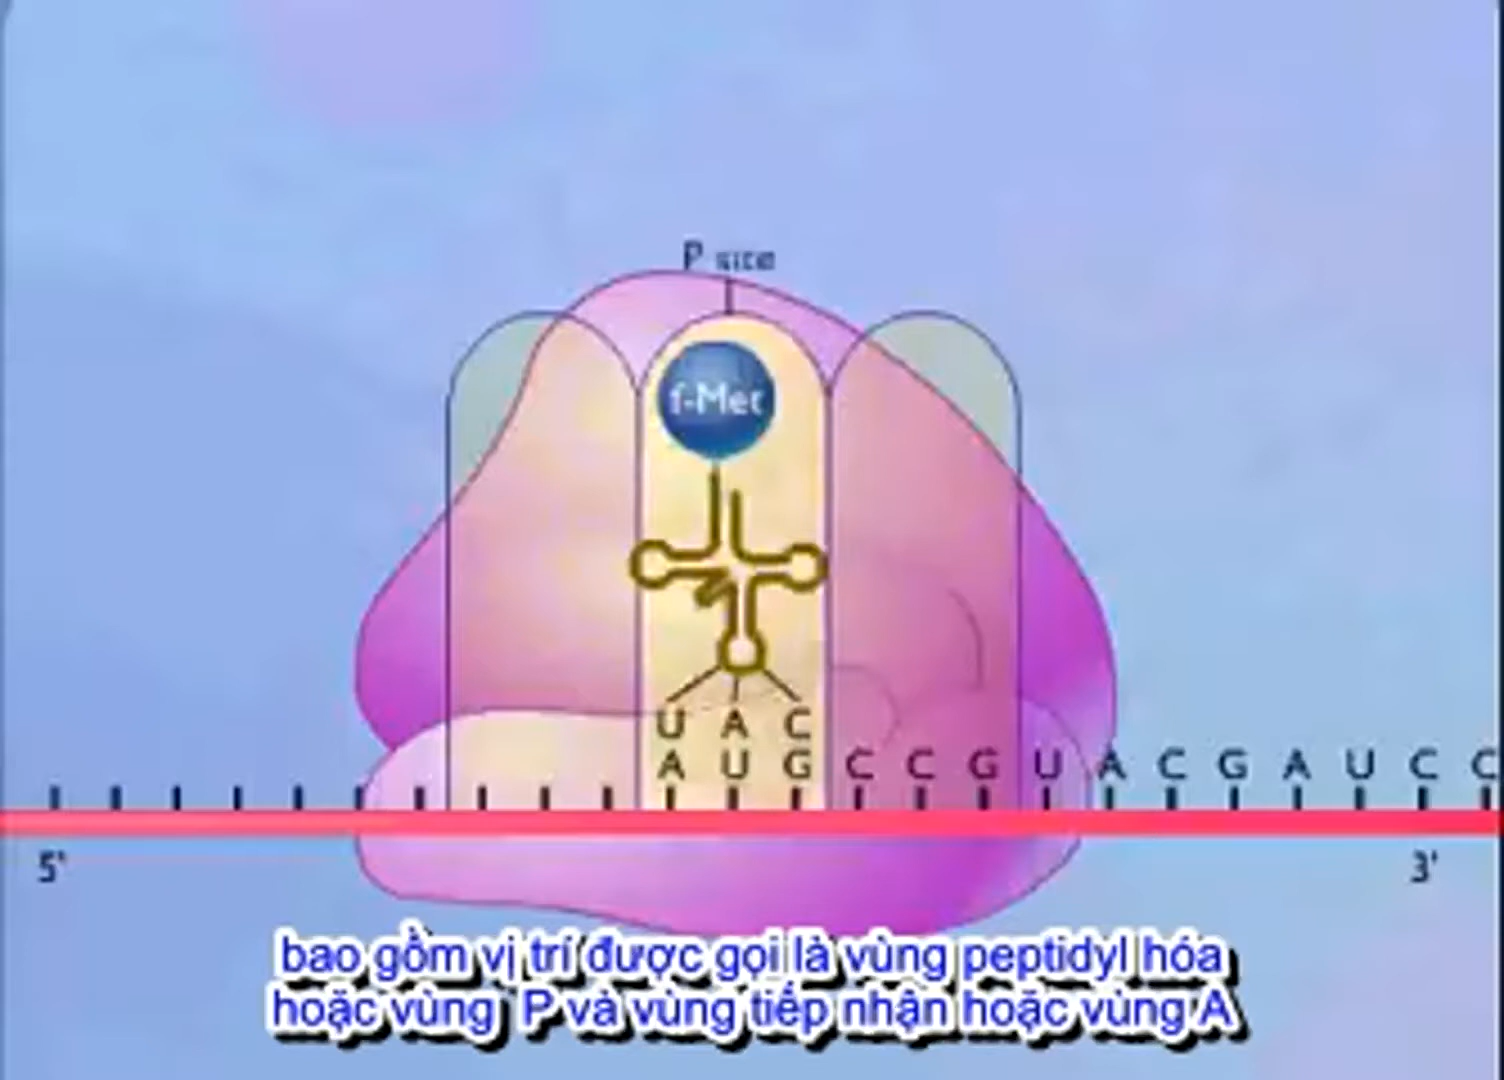 P site
f-Met
U A C
A U G C C G U A C G A U C C
5' 3'
bao gồm vị trí được gọi là vùng peptidyl hóa
hoặc vùng P và vùng tiếp nhận hoặc vùng A